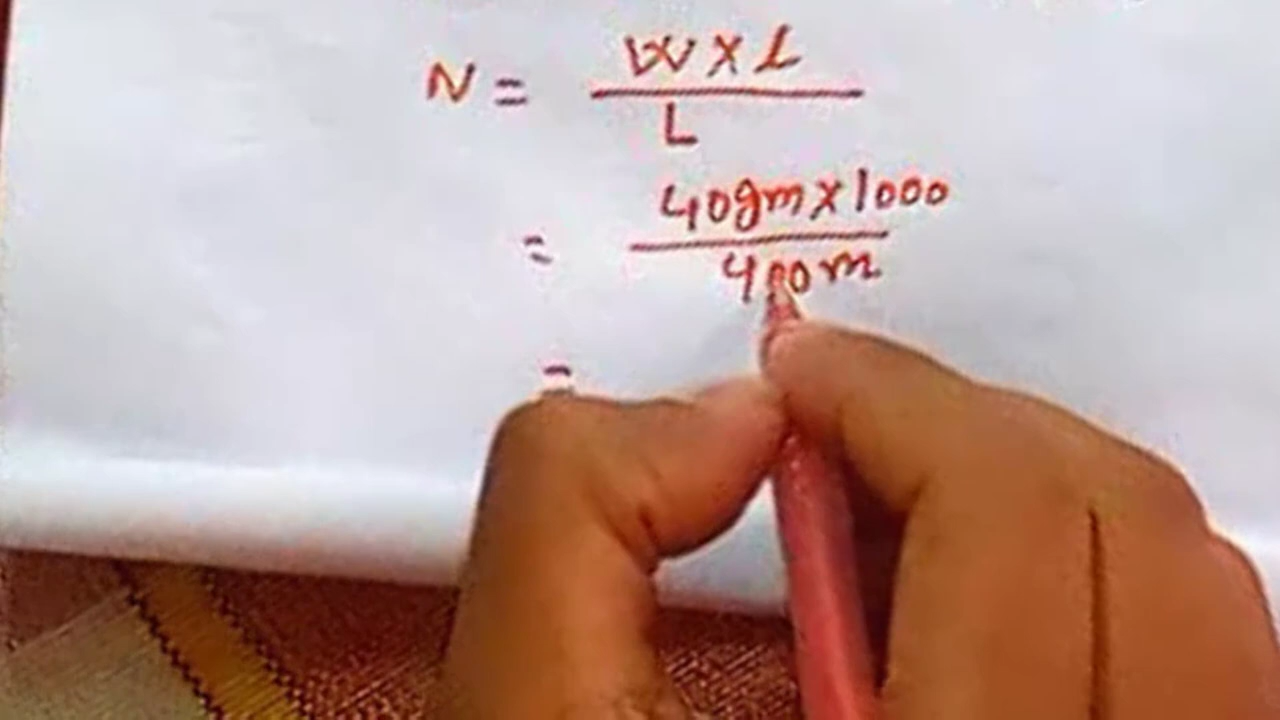 N = W X L
L
= 40gm x 1000
400m
=